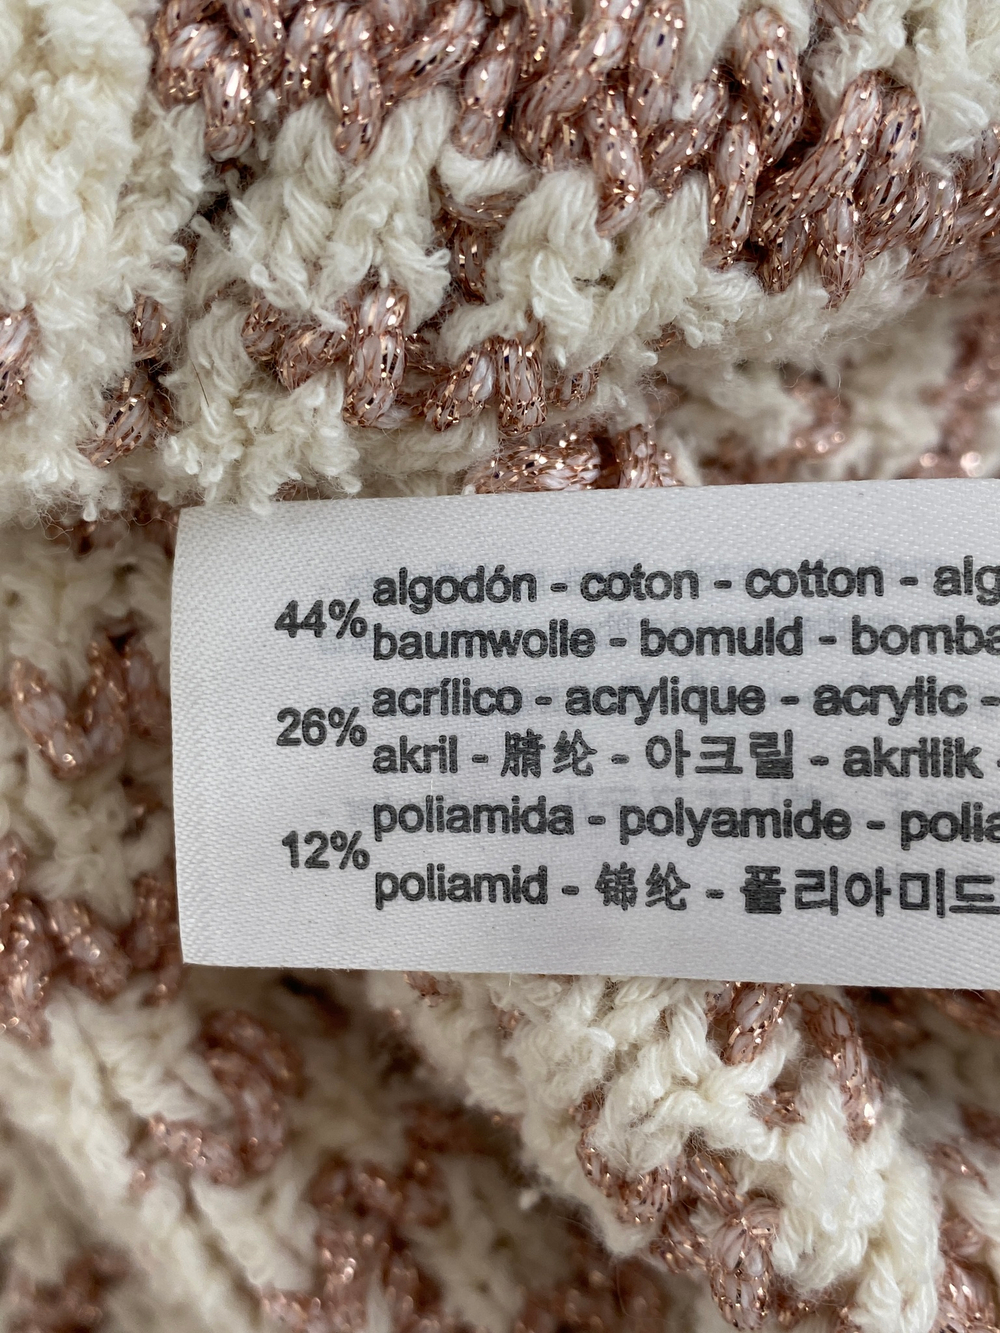 44% algodón - coton - cotton - alg
baumwolle - bomuld - bomba
26% acrílico - acrylique - acrylic -
akril - 腈纶 - 아크릴 - akrilik -
12% poliamida - polyamide - polia
poliamid - 锦纶 - 폴리아미드